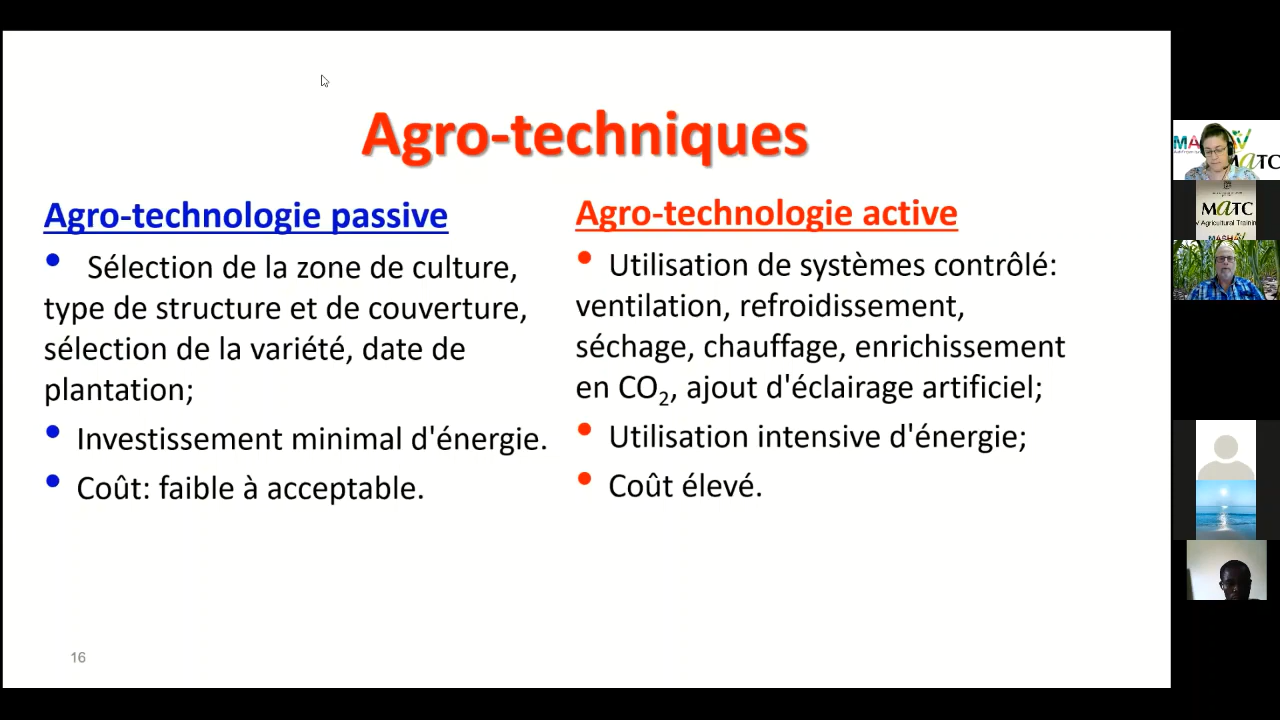 Agro-techniques
Agro-technologie passive
• Sélection de la zone de culture,
type de structure et de couverture,
sélection de la variété, date de
plantation;
• Investissement minimal d'énergie.
• Coût: faible à acceptable.
Agro-technologie active
• Utilisation de systèmes contrôlé:
ventilation, refroidissement,
séchage, chauffage, enrichissement
en CO₂, ajout d'éclairage artificiel;
• Utilisation intensive d'énergie;
• Coût élevé.
16
MATC
Agricultural Trainin